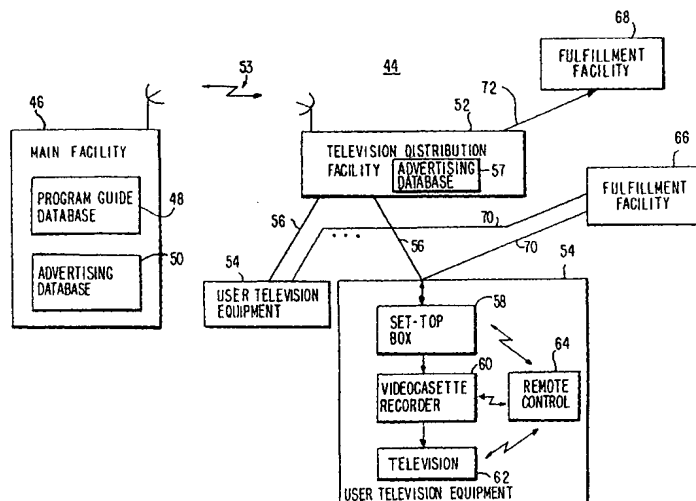 68
53
44
FULFILLMENT
FACILITY
72
46
52
66
MAIN FACILITY
TELEVISION DISTRIBUTION
FACILITY
ADVERTISING
DATABASE
57
FULFILLMENT
FACILITY
PROGRAM GUIDE
DATABASE
48
56
70
...
56
70
54
50
54
ADVERTISING
DATABASE
USER TELEVISION
EQUIPMENT
58
SET-TOP
BOX
60
64
VIDEOCASETTE
RECORDER
REMOTE
CONTROL
TELEVISION
62
USER TELEVISION EQUIPMENT